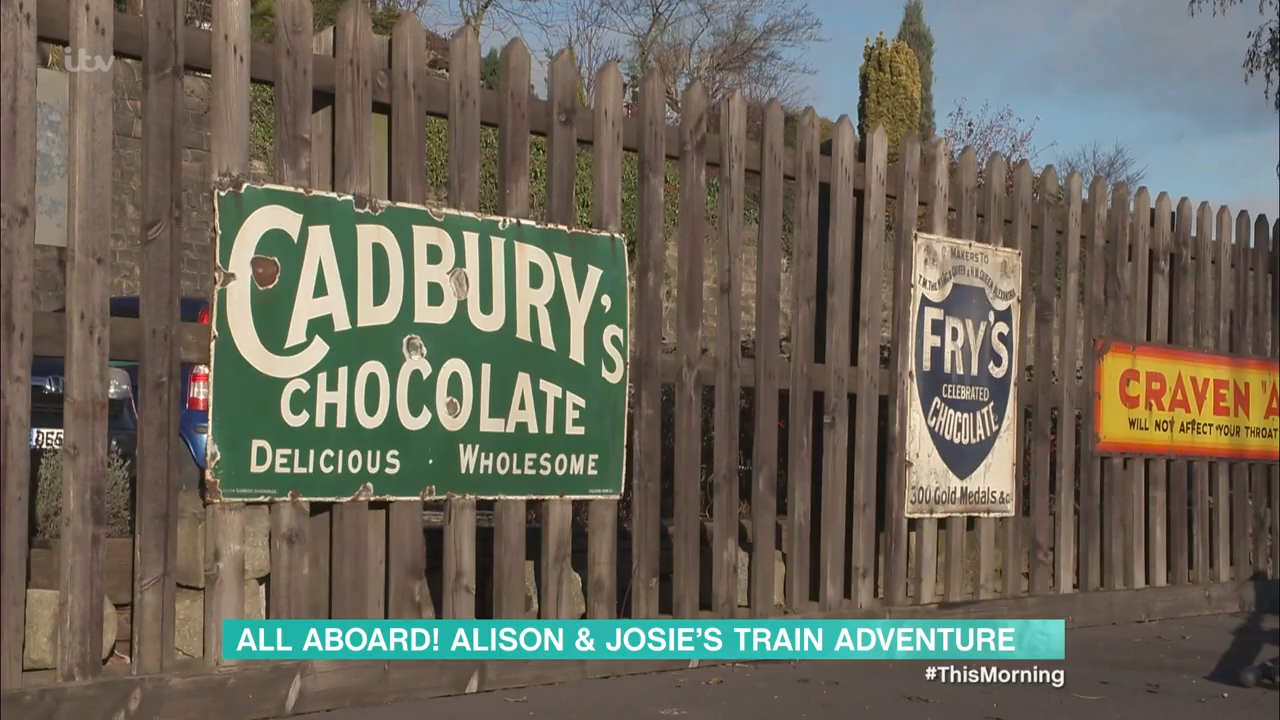 itv
CADBURY'S
CHOCOLATE
DELICIOUS · WHOLESOME
MAKERS TO
FRY'S
CELEBRATED
CHOCOLATE
300 Gold Medals &c
CRAVEN 'A
WILL NOT AFFECT YOUR THROAT
ALL ABOARD! ALISON & JOSIE'S TRAIN ADVENTURE
#ThisMorning